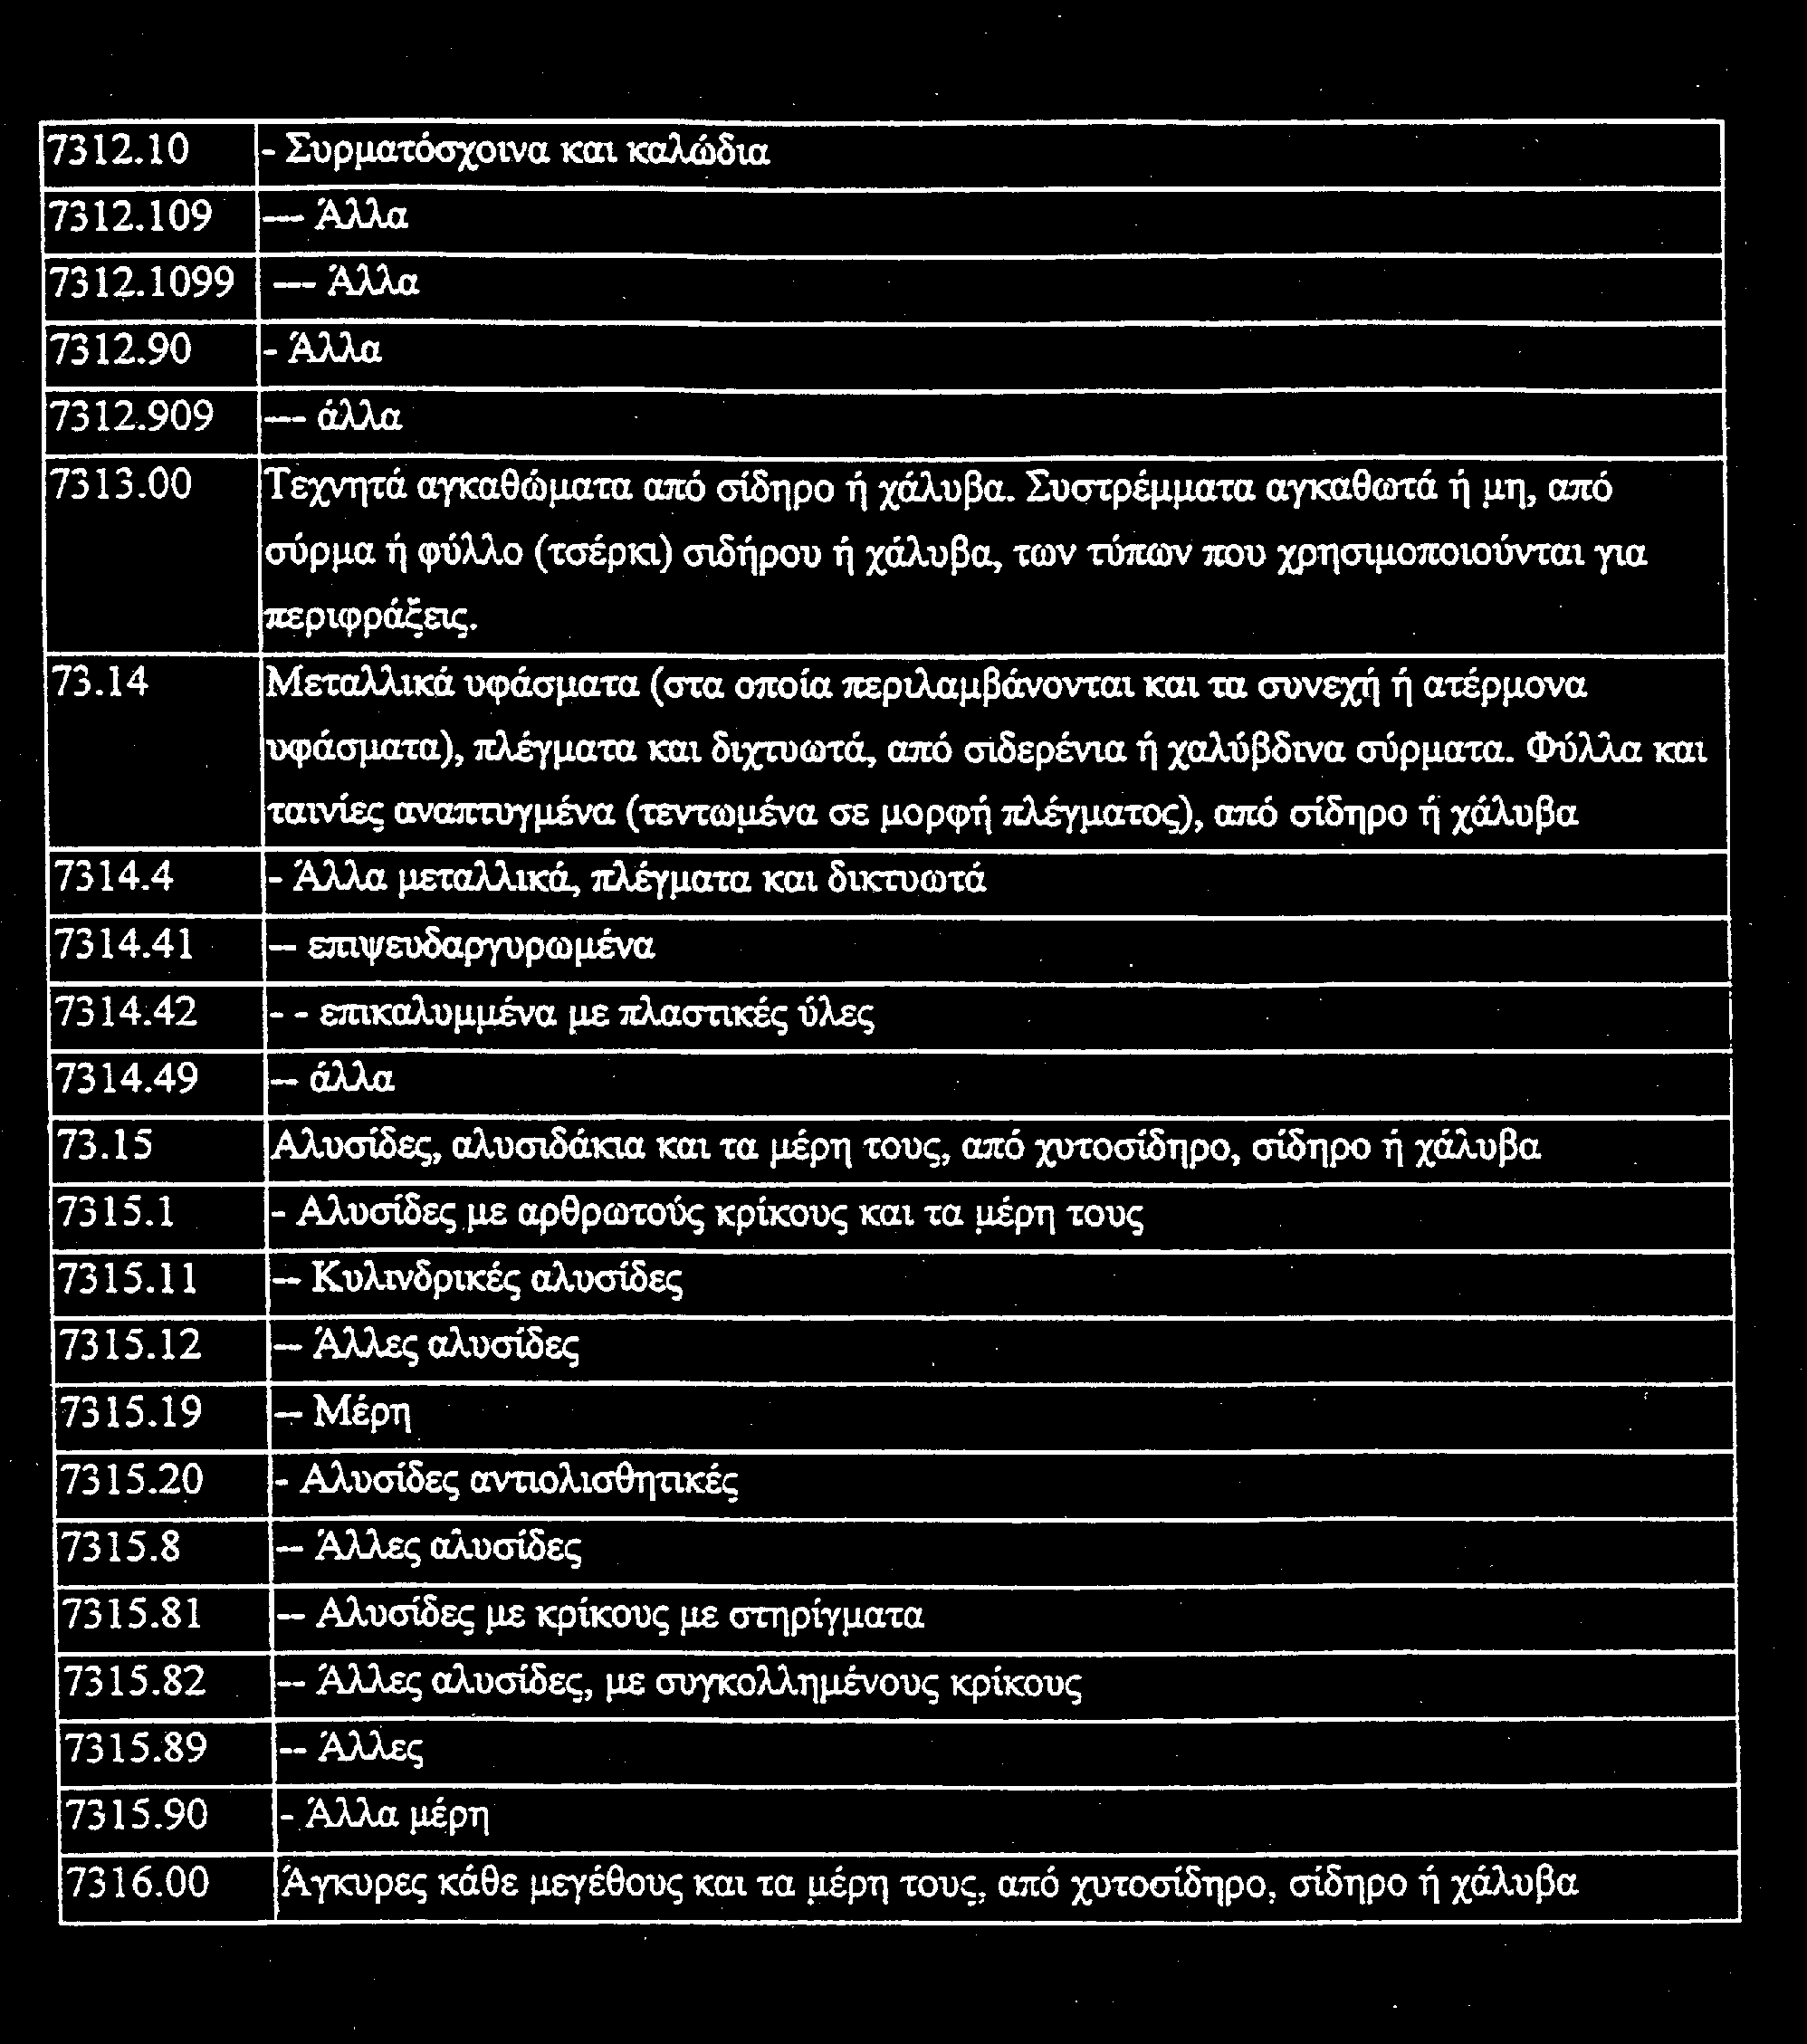 7312.10 - Συρματόσχοινα και καλώδια
7312.109 --- Άλλα
7312.1099 --- Άλλα
7312.90 - Άλλα
7312.909 --- άλλα
7313.00 Τεχνητά αγκαθώματα από σίδηρο ή χάλυβα. Συστρέμματα αγκαθωτά ή μη, από
σύρμα ή φύλλο (τσέρκι) σιδήρου ή χάλυβα, των τύπων που χρησιμοποιούνται για
περιφράξεις.
73.14 Μεταλλικά υφάσματα (στα οποία περιλαμβάνονται και τα συνεχή ή ατέρμονα
υφάσματα), πλέγματα και διχτυωτά, από σιδερένια ή χαλύβδινα σύρματα. Φύλλα και
ταινίες αναπτυγμένα (τεντωμένα σε μορφή πλέγματος), από σίδηρο ή χάλυβα
7314.4 - Άλλα μεταλλικά, πλέγματα και δικτυωτά
7314.41 -- επιψευδαργυρωμένα
7314.42 - - επικαλυμμένα με πλαστικές ύλες
7314.49 -- άλλα
73.15 Αλυσίδες, αλυσιδάκια και τα μέρη τους, από χυτοσίδηρο, σίδηρο ή χάλυβα
7315.1 - Αλυσίδες με αρθρωτούς κρίκους και τα μέρη τους
7315.11 -- Κυλινδρικές αλυσίδες
7315.12 -- Άλλες αλυσίδες
7315.19 -- Μέρη
7315.20 - Αλυσίδες αντιολισθητικές
7315.8 -- Άλλες αλυσίδες
7315.81 -- Αλυσίδες με κρίκους με στηρίγματα
7315.82 -- Άλλες αλυσίδες, με συγκολλημένους κρίκους
7315.89 -- Άλλες
7315.90 - Άλλα μέρη
7316.00 Άγκυρες κάθε μεγέθους και τα μέρη τους, από χυτοσίδηρο, σίδηρο ή χάλυβα